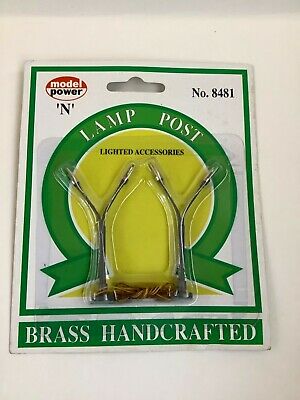 model
power
'N'
No. 8481
LAMP POST
LIGHTED ACCESSORIES
BRASS HANDCRAFTED